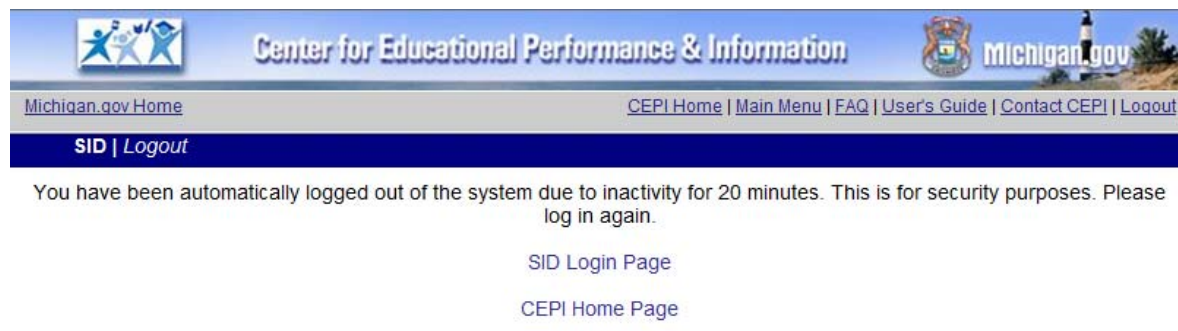 Center for Educational Performance & Information
Michigan.gov
Michigan.gov Home
CEPI Home | Main Menu | FAQ | User's Guide | Contact CEPI | Logout
SID | Logout
You have been automatically logged out of the system due to inactivity for 20 minutes. This is for security purposes. Please
log in again.
SID Login Page
CEPI Home Page